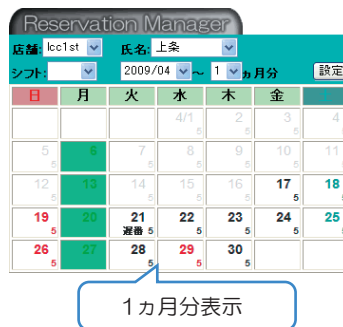 Reservation Manager
店舗: lcc1st 氏名: 上条
シフト: 2009/04 ～ 1 ヵ月分 設定
日 月 火 水 木 金
4/1 2 3 4
5 5 5
5 6 7 8 9 10 11
5 5 5 5 5
12 13 14 15 16 17 18
5 5 5 5 5 5
19 20 21 22 23 24 25
5 遅番 5 5 5 5 5
26 27 28 29 30
5 5 5 5
1ヵ月分表示